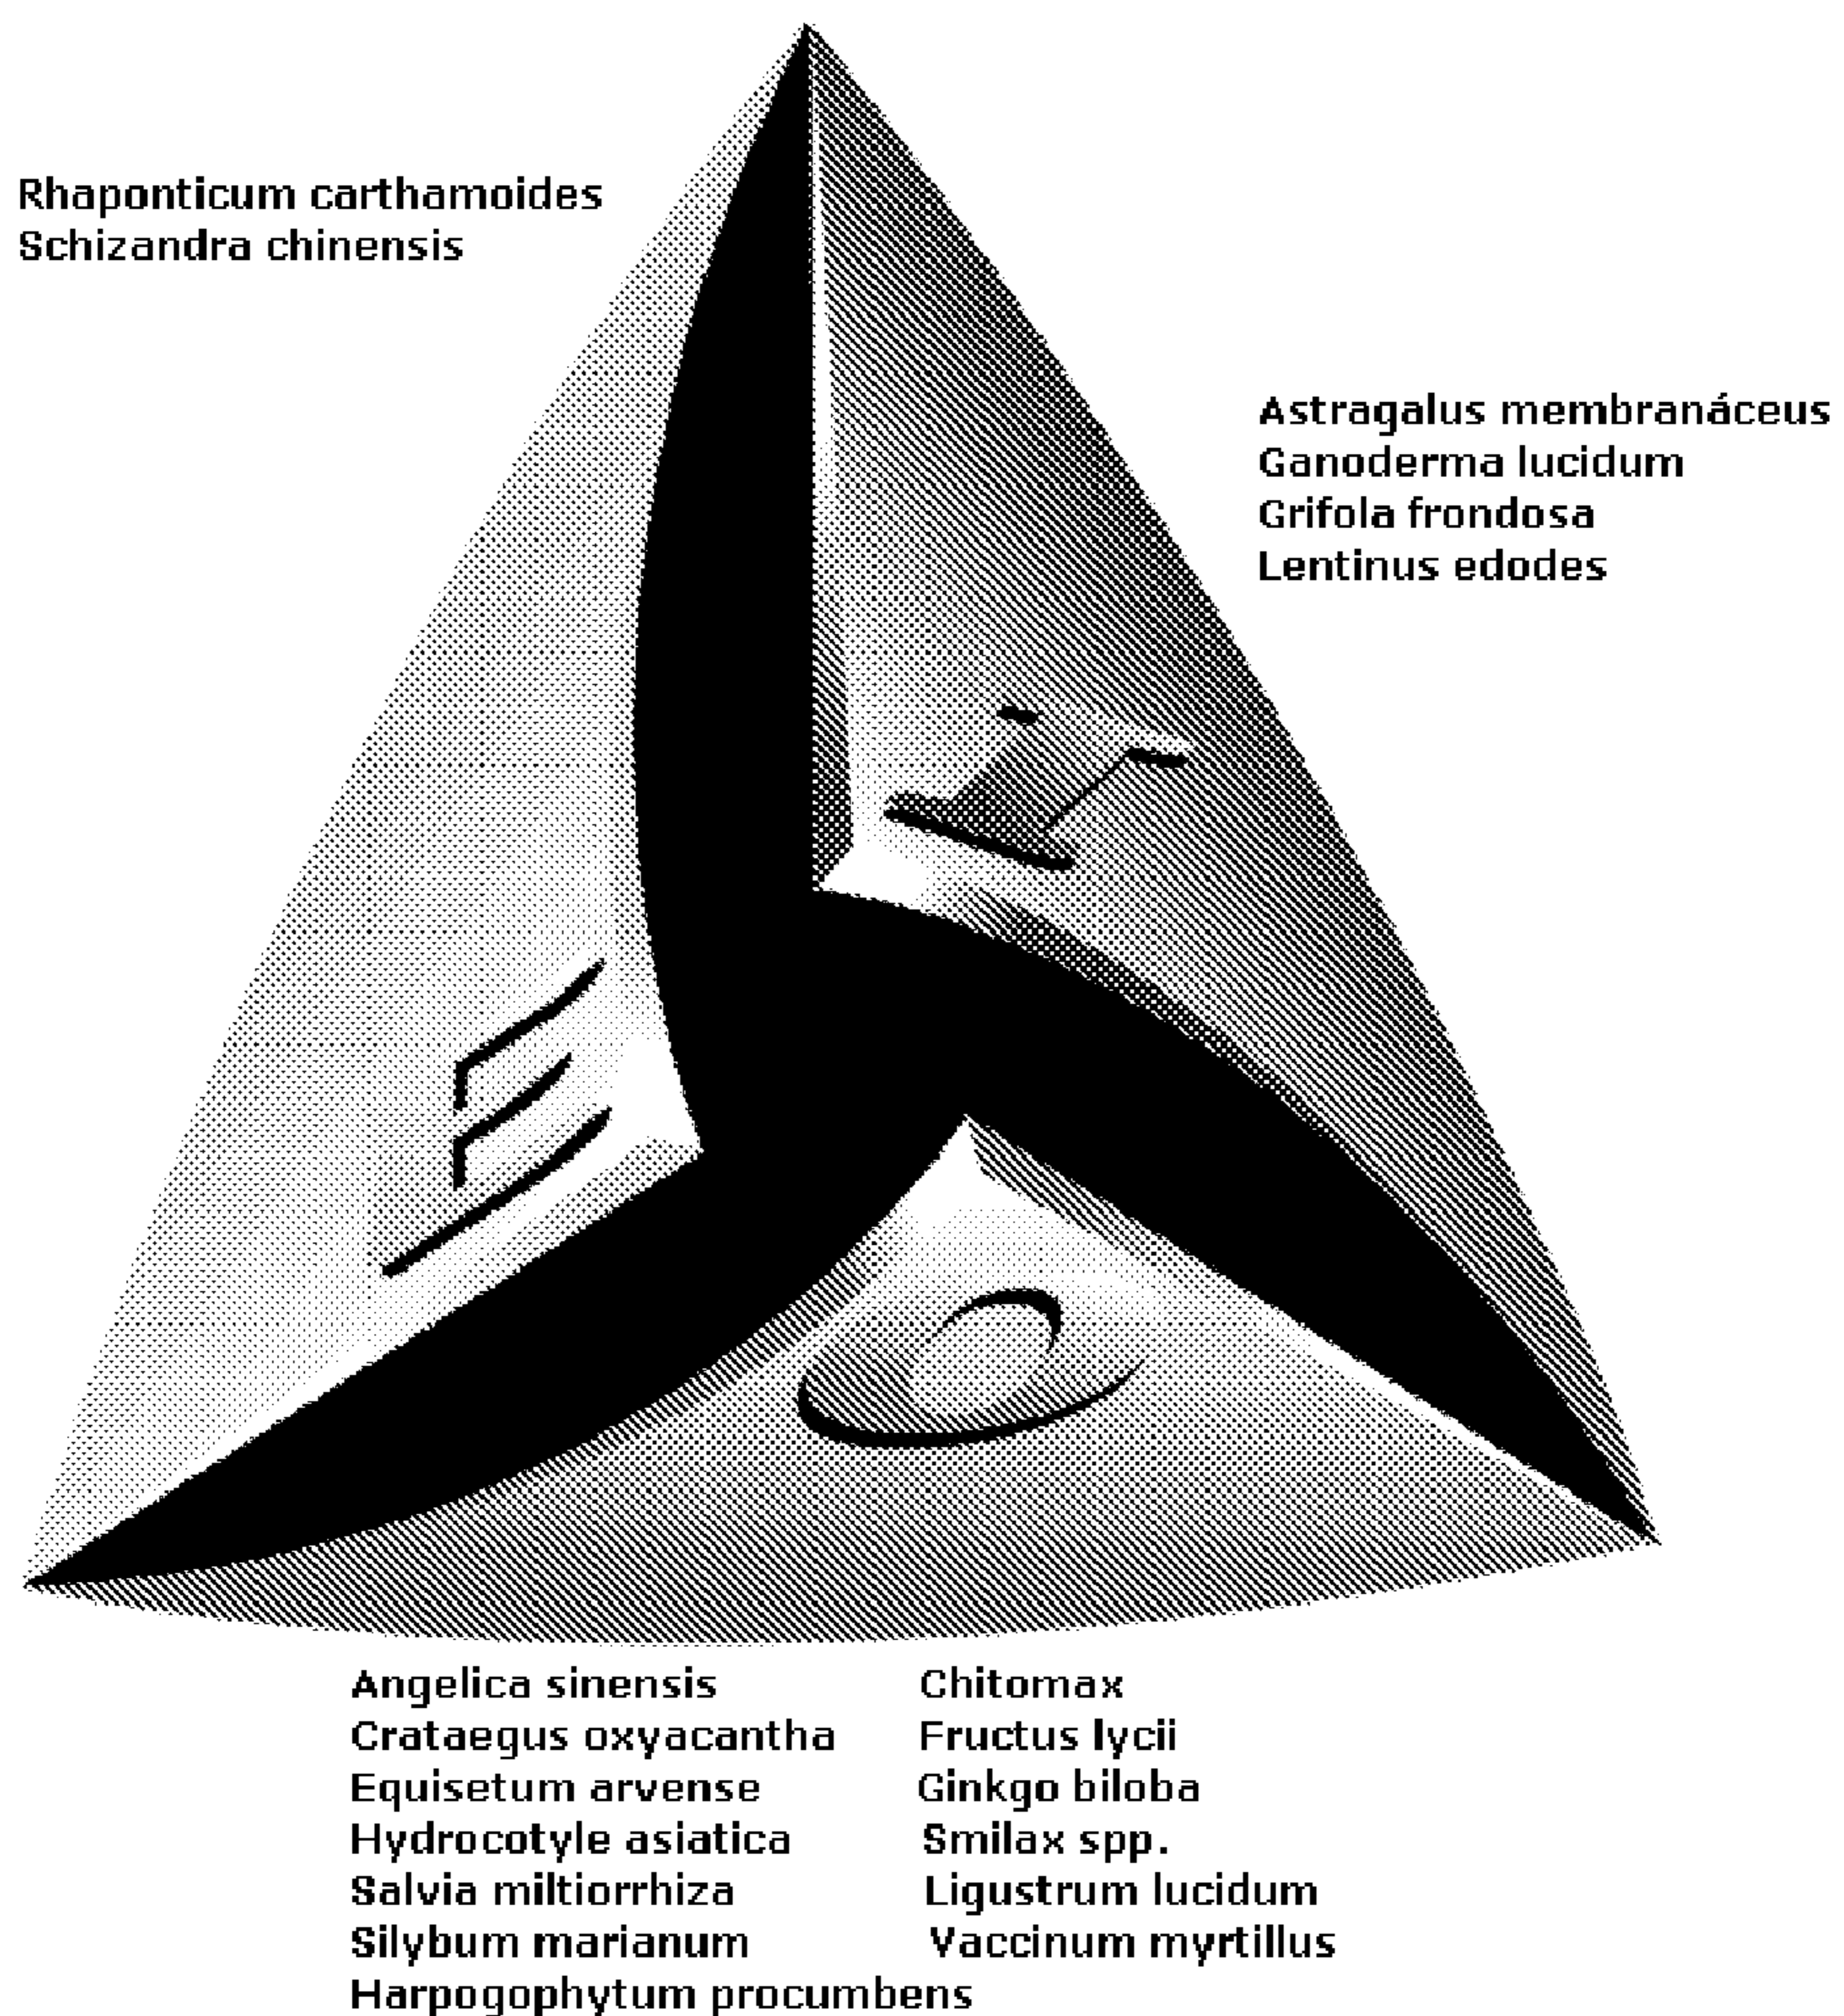 Rhaponticum carthamoides
Schizandra chinensis
Astragalus membranáceus
Ganoderma lucidum
Grifola frondosa
Lentinus edodes
E
A
O
Angelica sinensis
Crataegus oxyacantha
Equisetum arvense
Hydrocotyle asiatica
Salvia miltiorrhiza
Silybum marianum
Harpogophytum procumbens
Chitomax
Fructus lycii
Ginkgo biloba
Smilax spp.
Ligustrum lucidum
Vaccinum myrtillus